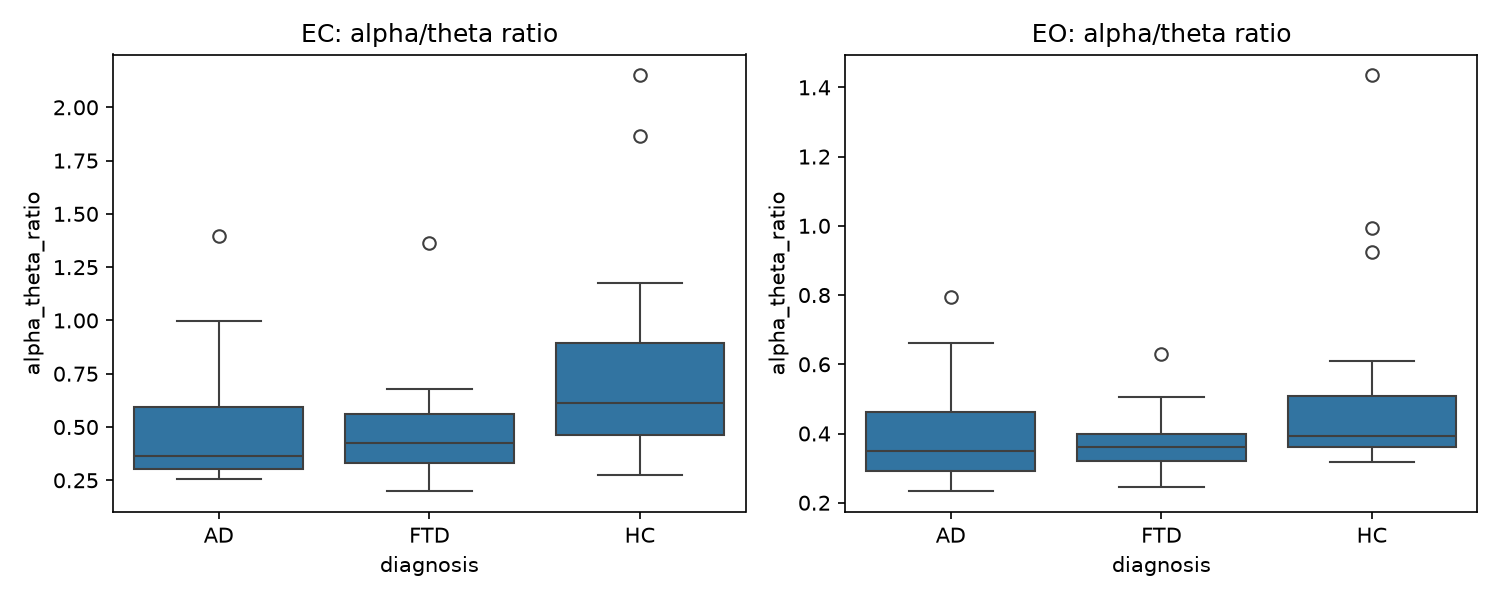 EC: alpha/theta ratio
alpha_theta_ratio
2.00
1.75
1.50
1.25
1.00
0.75
0.50
0.25
AD FTD HC
diagnosis
EO: alpha/theta ratio
alpha_theta_ratio
1.4
1.2
1.0
0.8
0.6
0.4
0.2
AD FTD HC
diagnosis